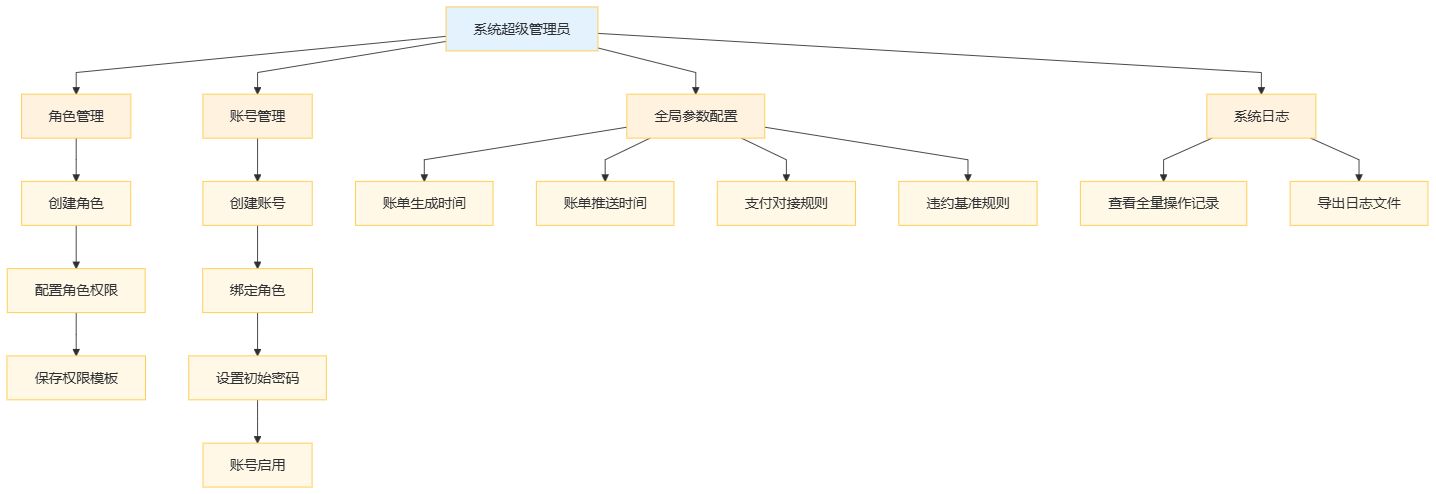 系统超级管理员
角色管理
账号管理
全局参数配置
系统日志
创建角色
创建账号
账单生成时间
账单推送时间
支付对接规则
违约基准规则
查看全量操作记录
导出日志文件
配置角色权限
绑定角色
保存权限模板
设置初始密码
账号启用